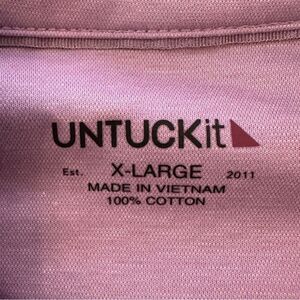 UNTUCKit
Est. X-LARGE 2011
MADE IN VIETNAM
100% COTTON